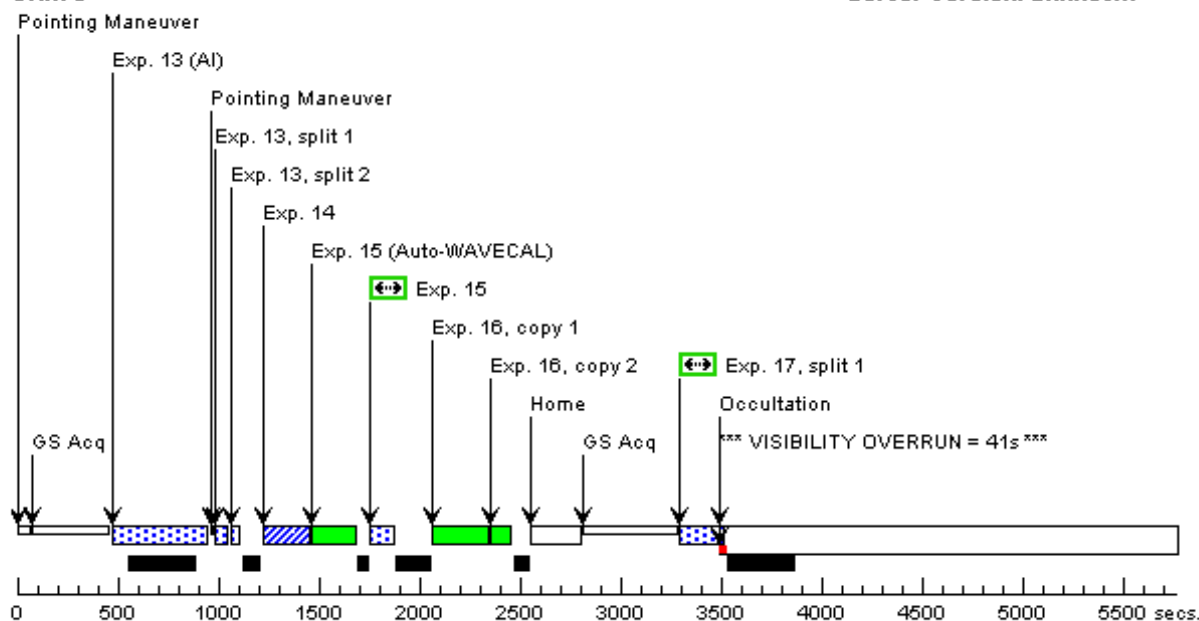 Pointing Maneuver
Exp. 13 (AI)
Pointing Maneuver
Exp. 13, split 1
Exp. 13, split 2
Exp. 14
Exp. 15 (Auto-WAVECAL)
Exp. 15
Exp. 16, copy 1
Exp. 16, copy 2
Exp. 17, split 1
Home
Occultation
GS Acq
GS Acq
*** VISIBILITY OVERRUN = 41s ***
0 500 1000 1500 2000 2500 3000 3500 4000 4500 5000 5500 secs.